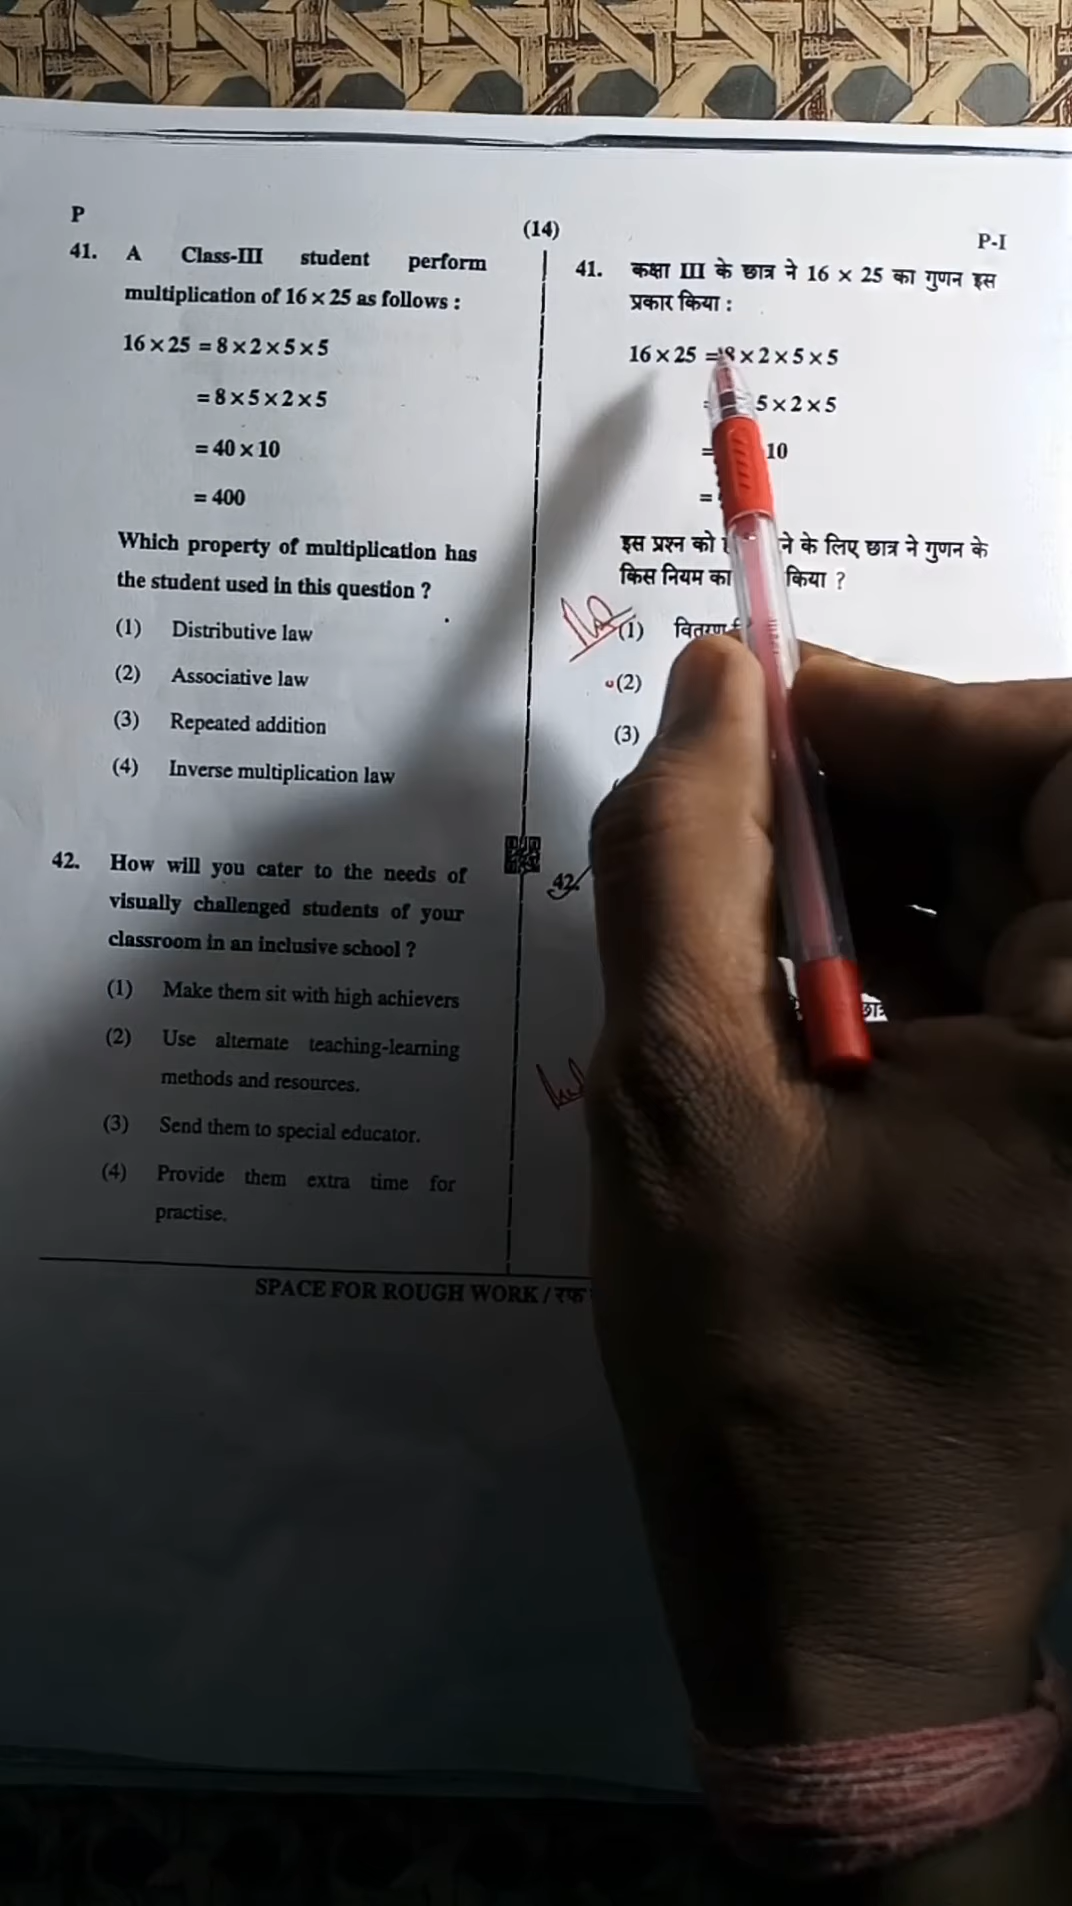 P
(14)
P-I
41. A Class-III student perform
multiplication of 16 × 25 as follows :
16 × 25 = 8 × 2 × 5 × 5
= 8 × 5 × 2 × 5
= 40 × 10
= 400
Which property of multiplication has
the student used in this question ?
(1) Distributive law
(2) Associative law
(3) Repeated addition
(4) Inverse multiplication law
42. How will you cater to the needs of
visually challenged students of your
classroom in an inclusive school ?
(1) Make them sit with high achievers
(2) Use alternate teaching-learning
methods and resources.
(3) Send them to special educator.
(4) Provide them extra time for
practise.
41. कक्षा III के छात्र ने 16 × 25 का गुणन इस
प्रकार किया :
16 × 25 = 8 × 2 × 5 × 5
= 5 × 2 × 5
= 10
=
इस प्रश्न को ने के लिए छात्र ने गुणन के
किस नियम का किया ?
(1) वितरण
(2)
(3)
42.
SPACE FOR ROUGH WORK / रफ